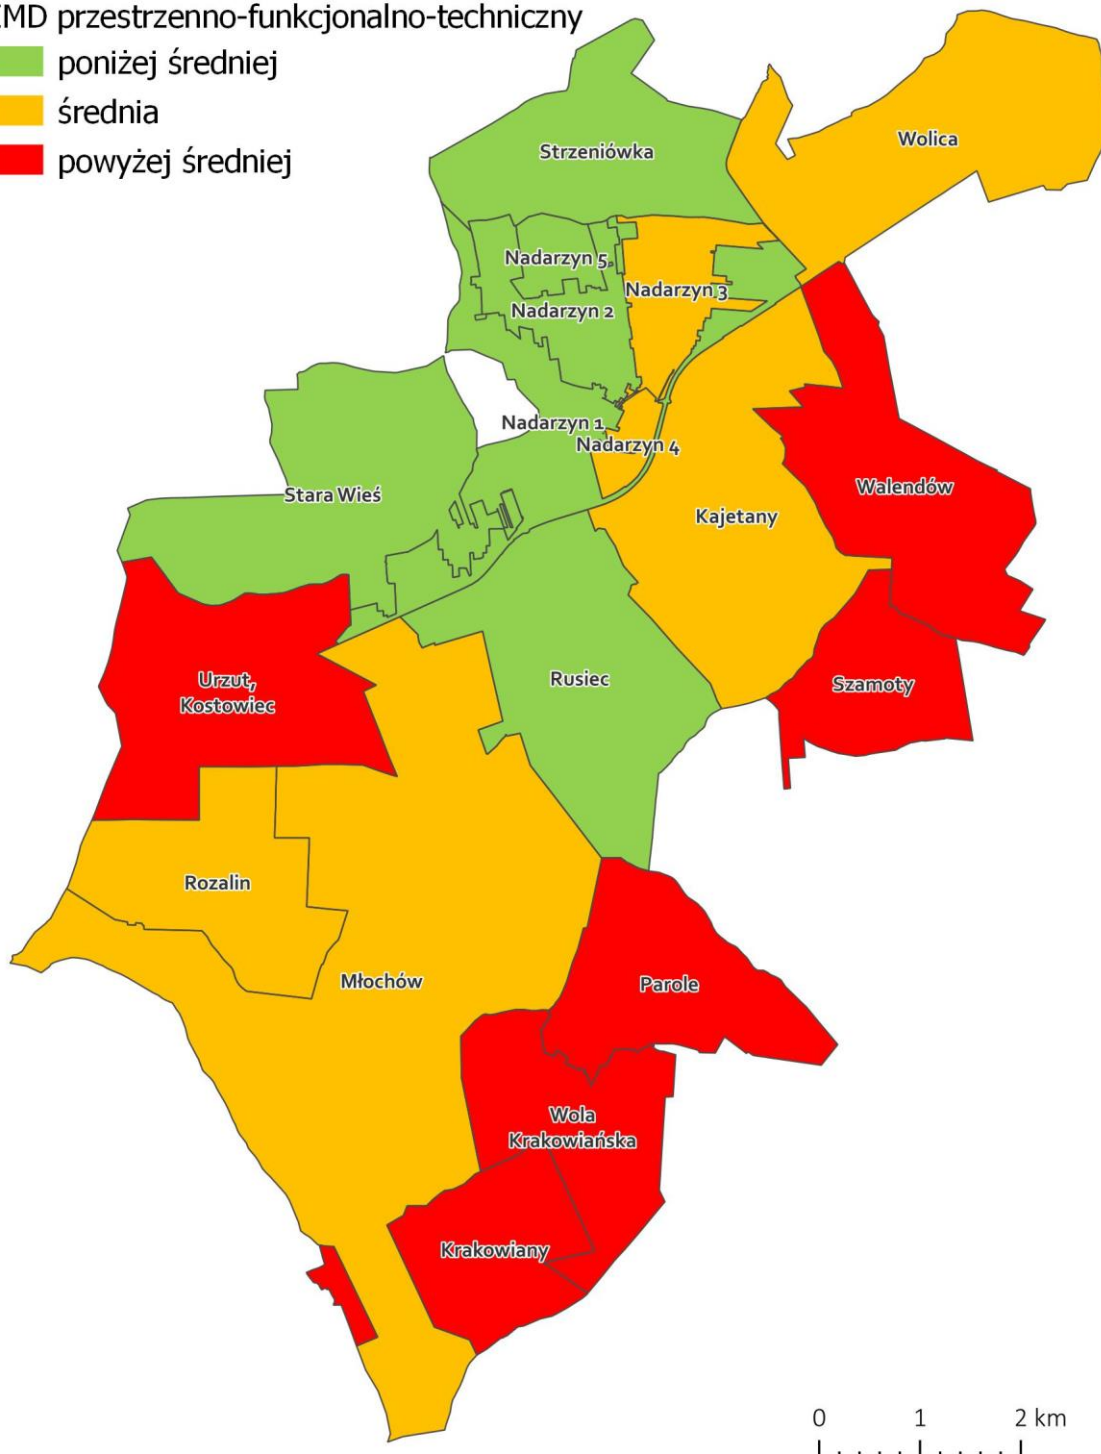 ZMD przestrzenno-funkcjonalno-techniczny
poniżej średniej
średnia
powyżej średniej
Strzeniówka
Wolica
Nadarzyn 5
Nadarzyn 3
Nadarzyn 2
Nadarzyn 1
Nadarzyn 4
Stara Wieś
Walendów
Kajetany
Urzut,
Kostowiec
Rusiec
Szamoty
Rozalin
Młochów
Parole
Wola
Krakowiańska
Krakowiany
0 1 2 km